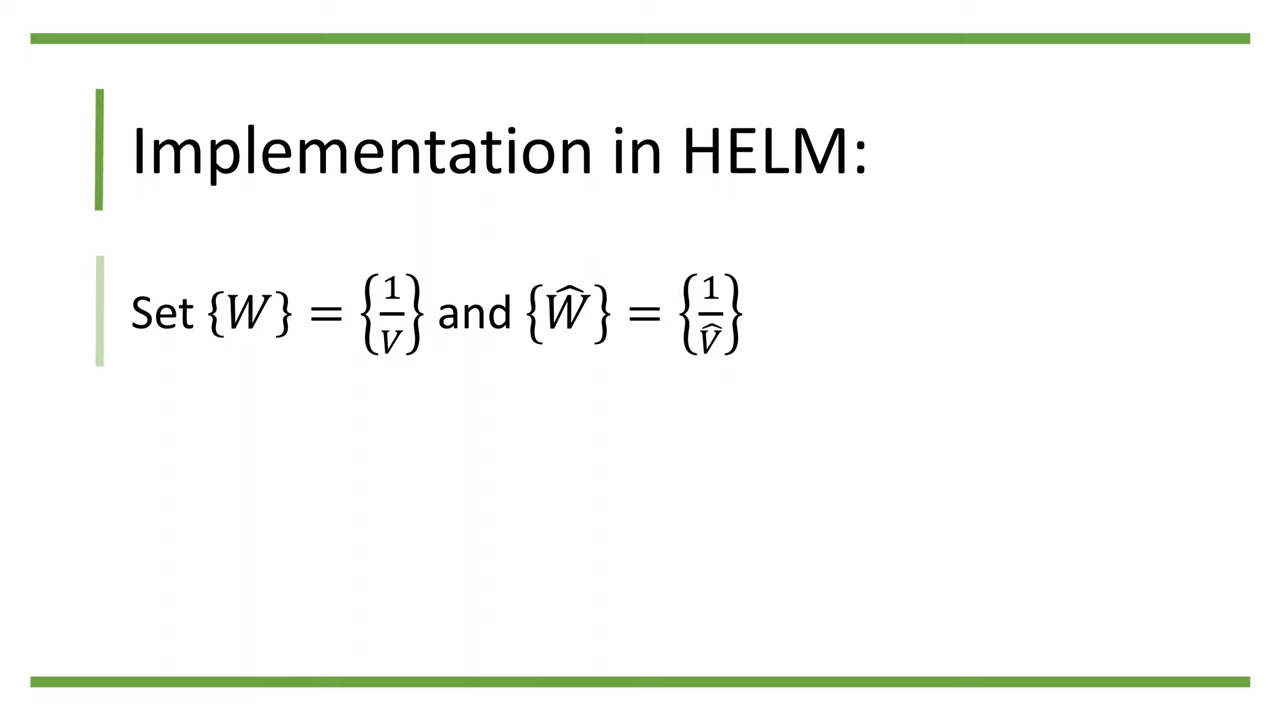 Implementation in HELM:
Set {W} = {1/V} and {Ŵ} = {1/V̂}